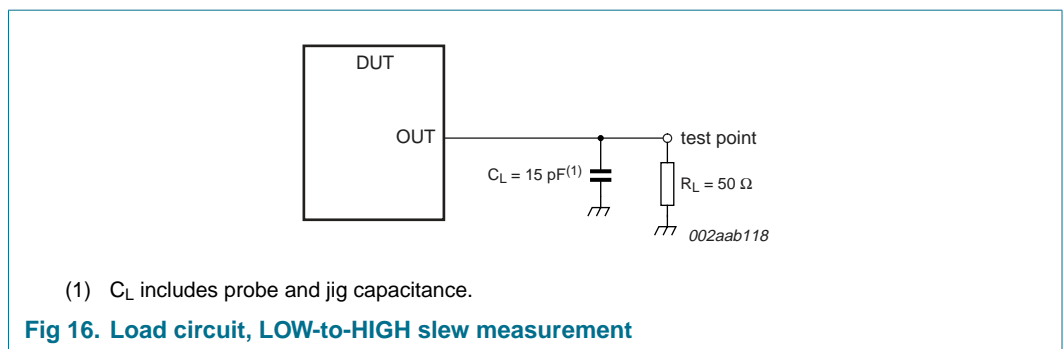 DUT
OUT
test point
CL = 15 pF(1)
RL = 50 Ω
002aab118
(1) CL includes probe and jig capacitance.
Fig 16. Load circuit, LOW-to-HIGH slew measurement